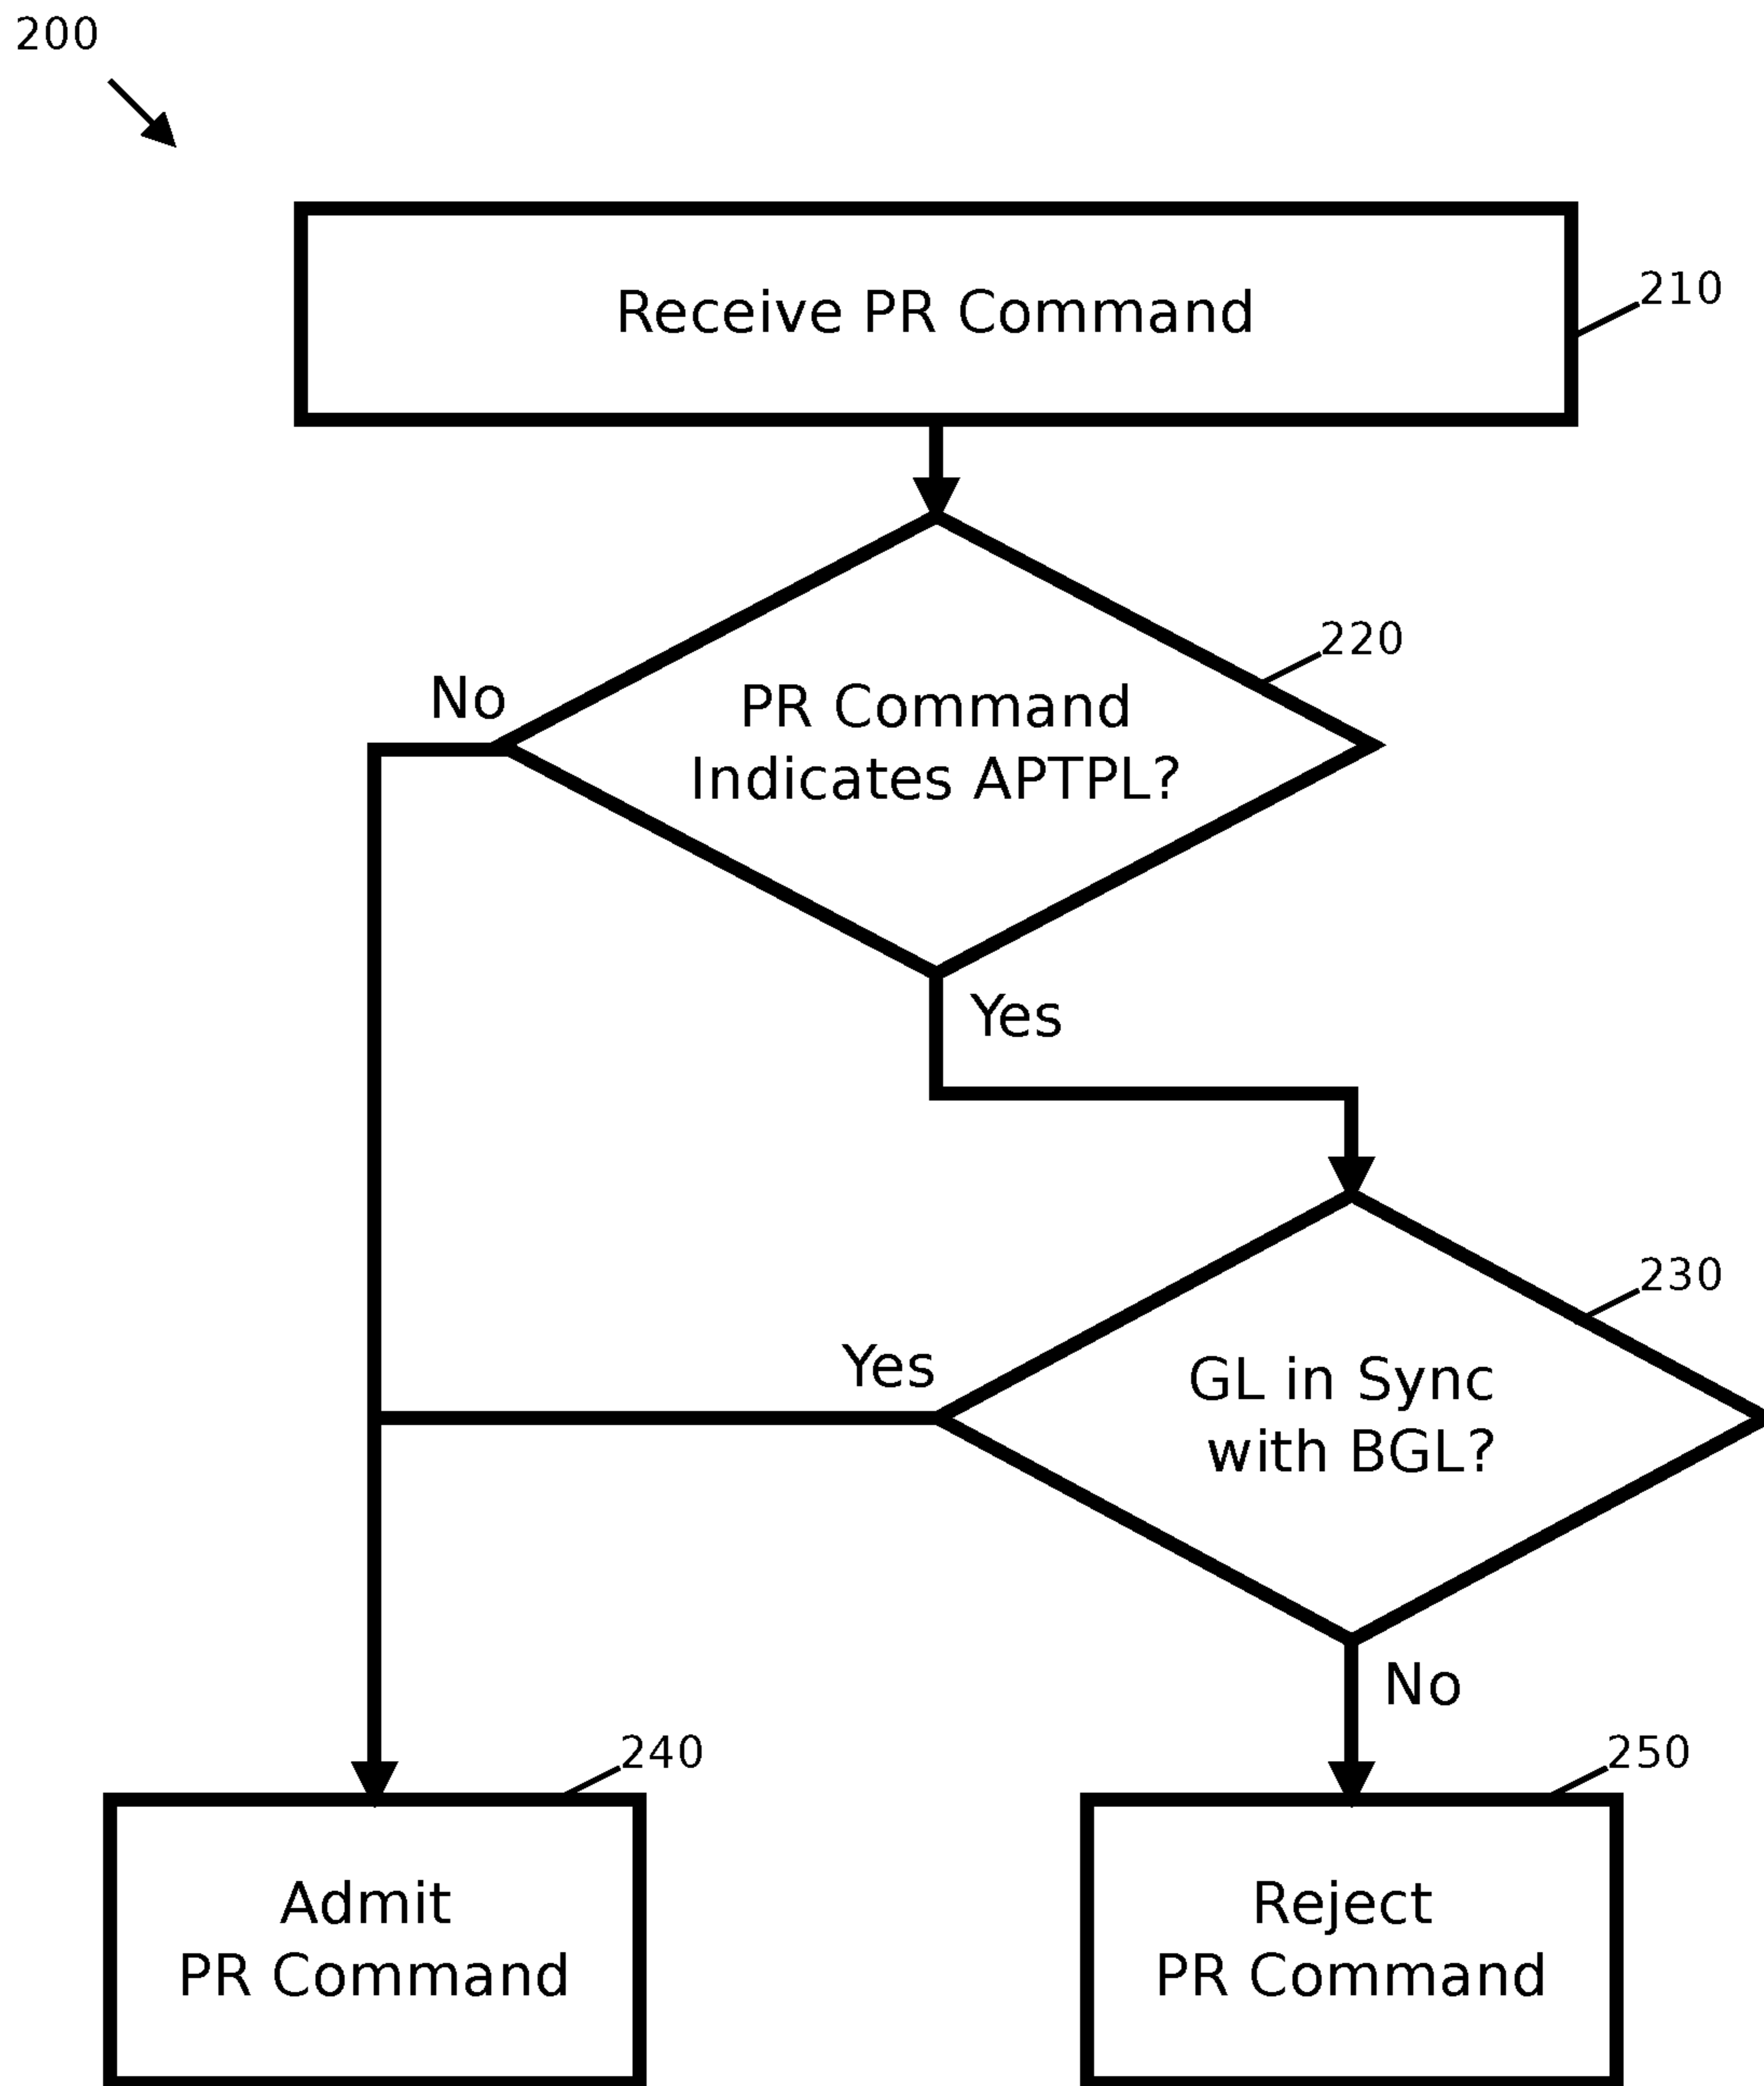 200
Receive PR Command
210
220
No
PR Command
Indicates APTPL?
Yes
230
Yes
GL in Sync
with BGL?
No
240
250
Admit
PR Command
Reject
PR Command